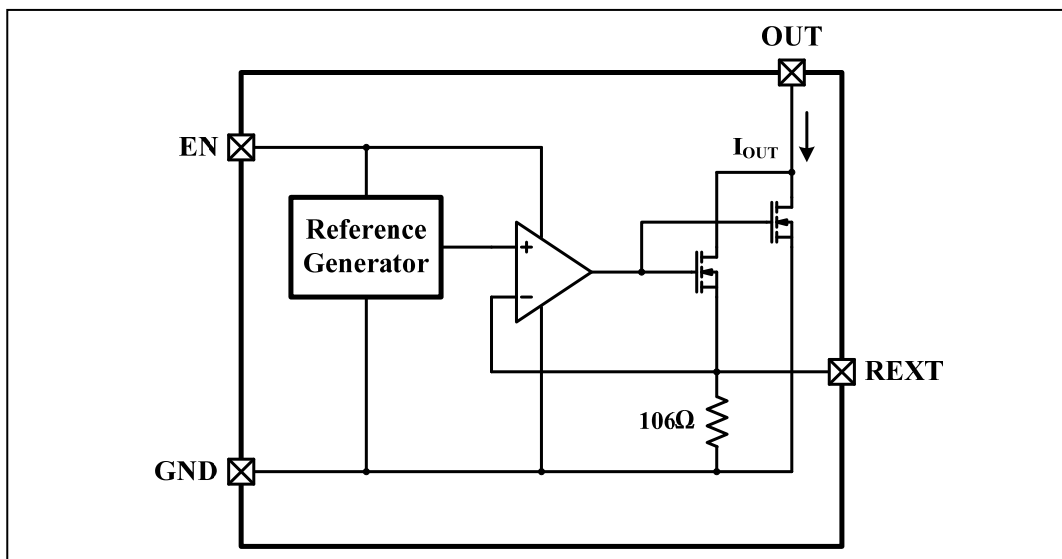 OUT
EN
I_OUT
Reference
Generator
+
−
REXT
106Ω
GND